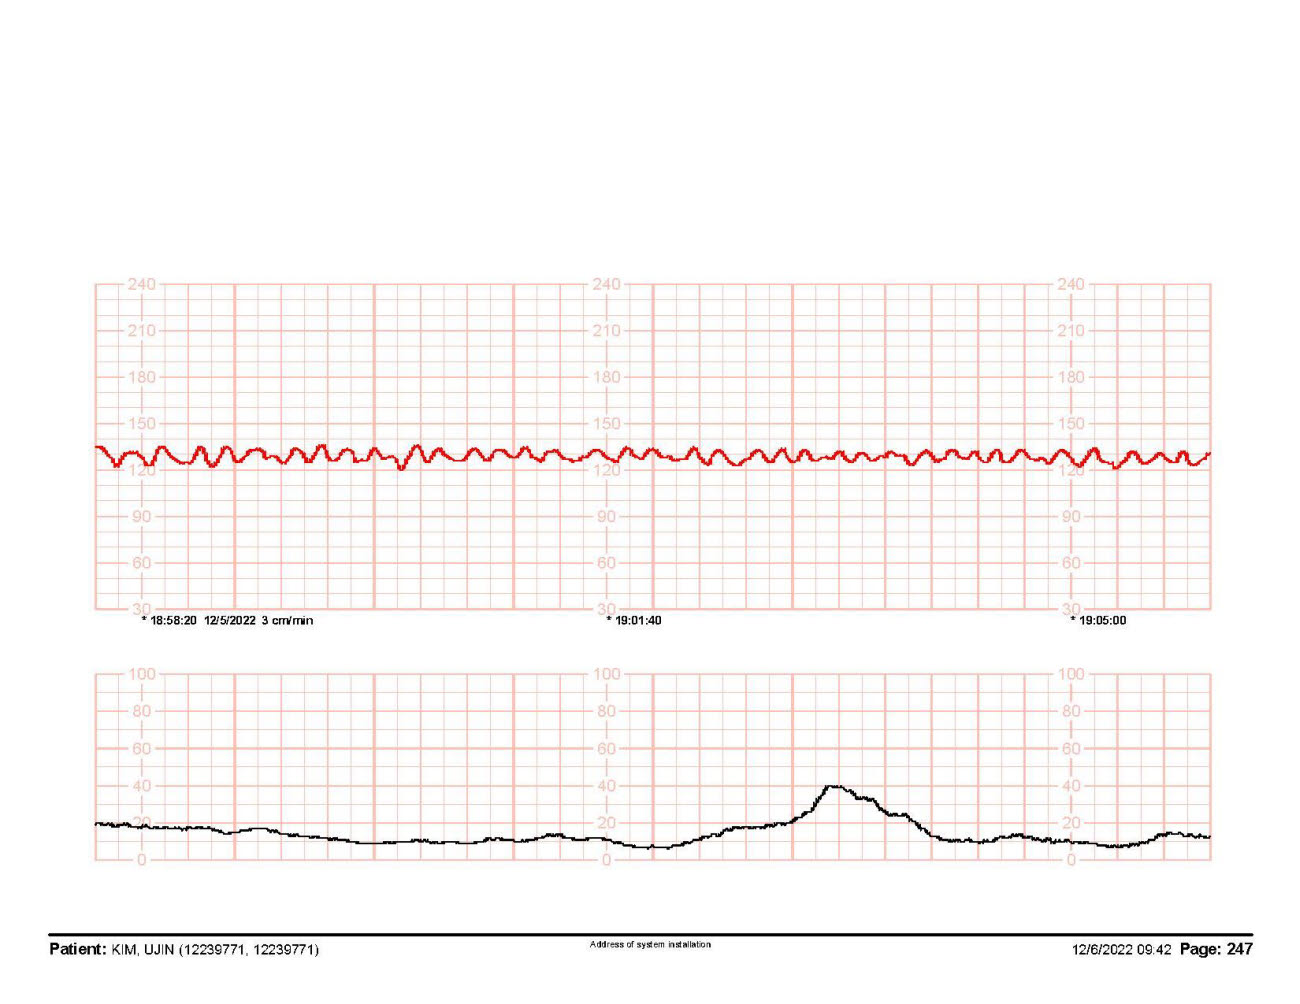 240 240 240
210 210 210
180 180 180
150 150 150
120 120 120
90 90 90
60 60 60
30 30 30
* 18:58:20 12/5/2022 3 cm/min * 19:01:40 * 19:05:00
100 100 100
80 80 80
60 60 60
40 40 40
20 20 20
0 0 0
Patient: KIM, UJIN (12239771, 12239771) Address of system installation 12/6/2022 09:42 Page: 247